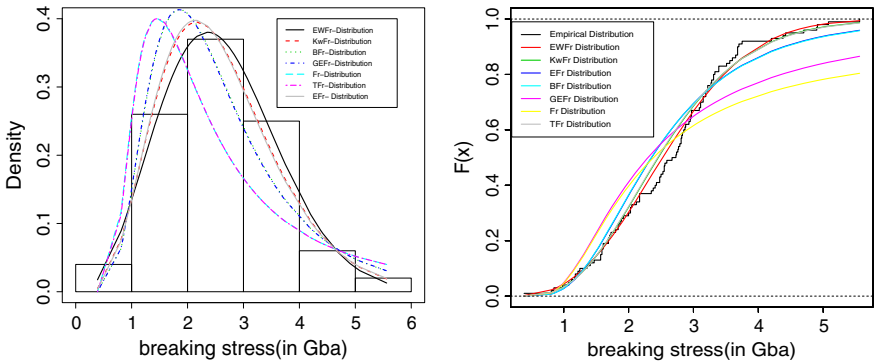 Density
0.0
0.1
0.2
0.3
0.4
EWFr−Distribution
KwFr−Distribution
BFr−Distribution
GEFr−Distribution
Fr−Distribution
TFr−Distribution
EFr− Distribution
0
1
2
3
4
5
6
breaking stress(in Gba)
F(x)
0.0
0.2
0.4
0.6
0.8
1.0
Empirical Distribution
EWFr Distribution
KwFr Distribution
EFr Distribution
BFr Distribution
GEFr Distribution
Fr Distribution
TFr Distribution
1
2
3
4
5
breaking stress(in Gba)